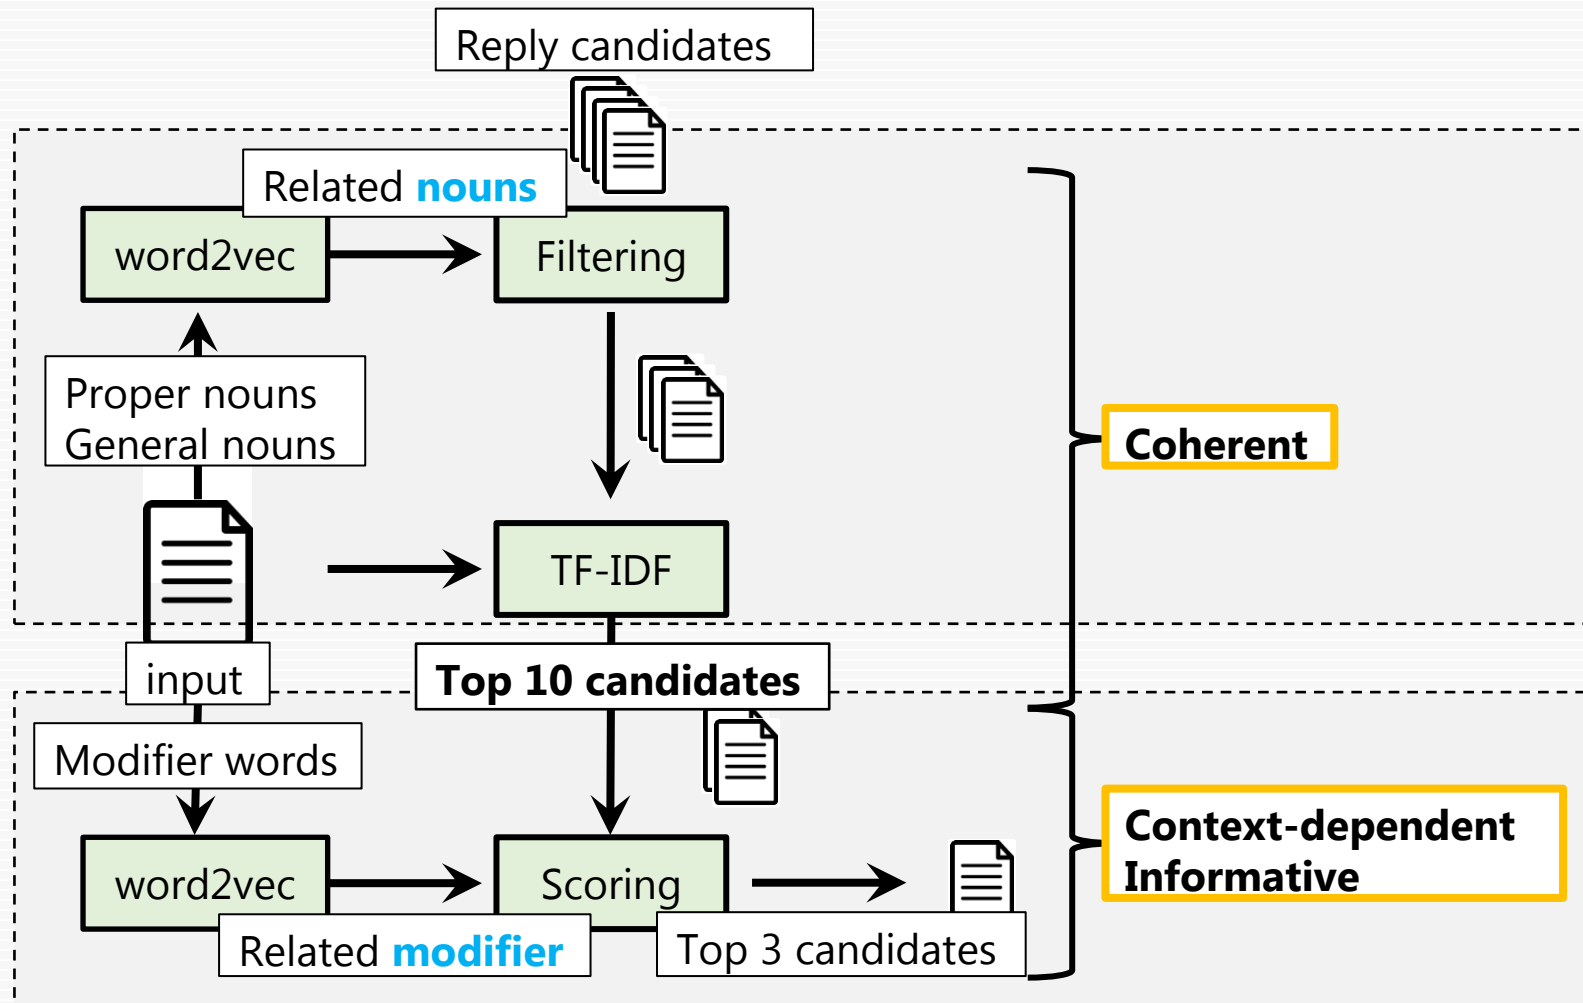 Reply candidates
Related nouns
word2vec
Filtering
Proper nouns
General nouns
Coherent
TF-IDF
input
Top 10 candidates
Modifier words
Context-dependent
Informative
word2vec
Scoring
Related modifier
Top 3 candidates